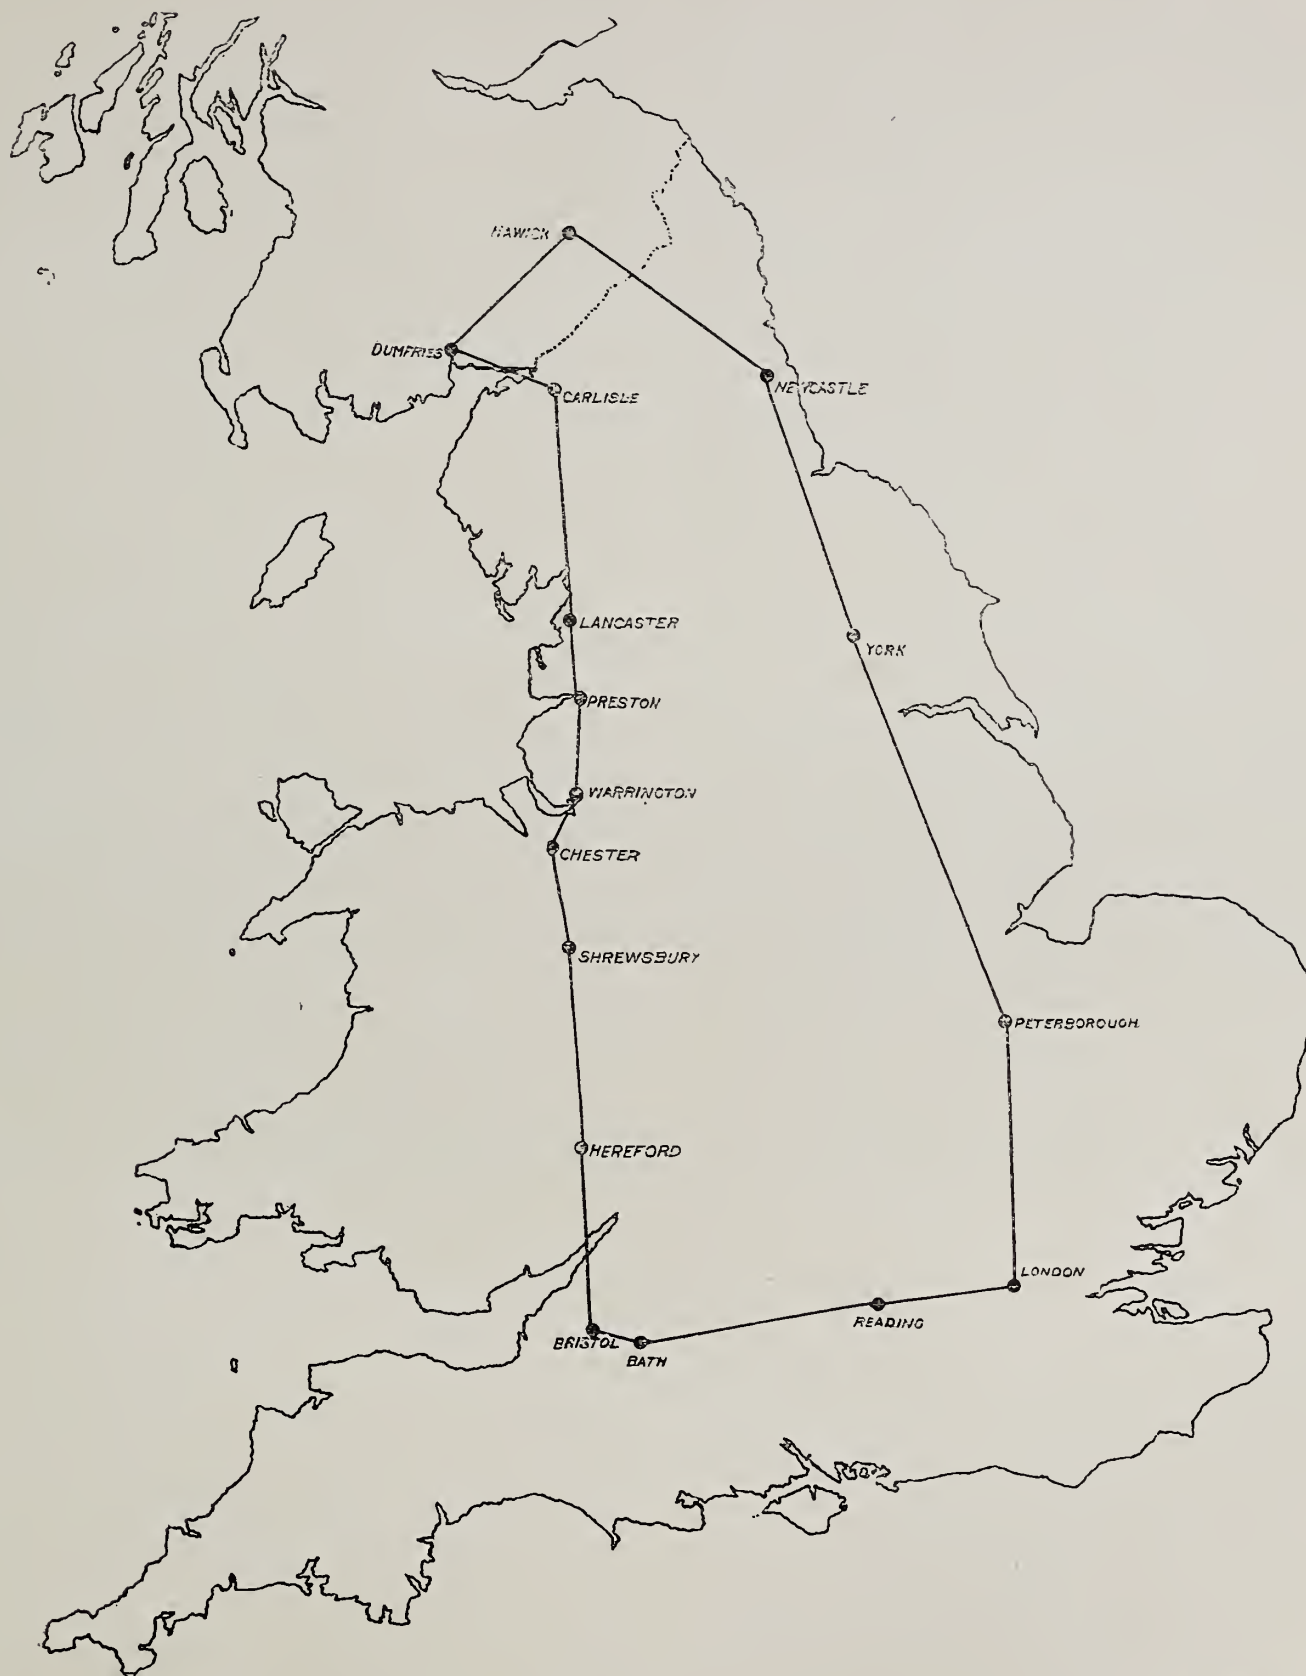 HAWICK
DUMFRIES
NEWCASTLE
CARLISLE
LANCASTER
YORK
PRESTON
WARRINGTON
CHESTER
SHREWSBURY
PETERBOROUGH
HEREFORD
LONDON
READING
BRISTOL
BATH